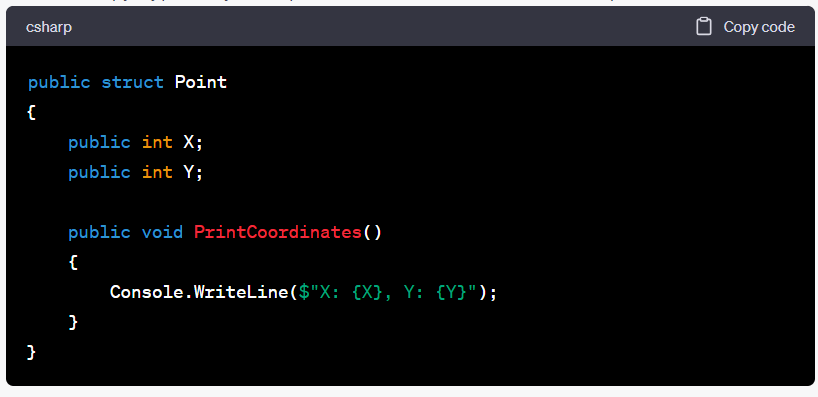 csharp Copy code
public struct Point
{
    public int X;
    public int Y;

    public void PrintCoordinates()
    {
        Console.WriteLine($"X: {X}, Y: {Y}");
    }
}